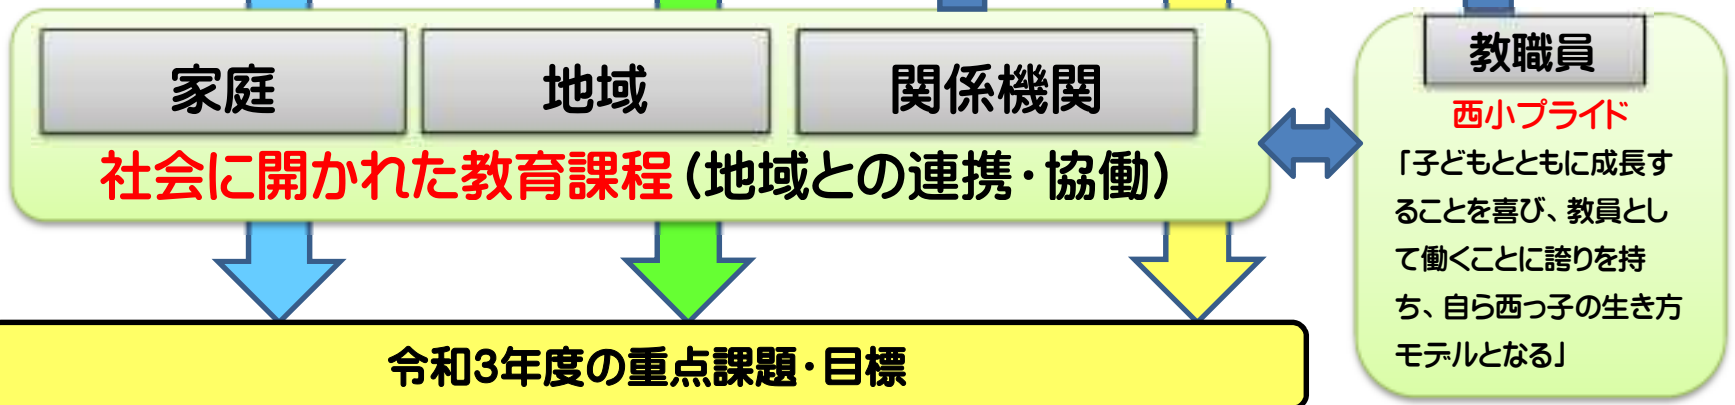 家庭
地域
関係機関
社会に開かれた教育課程(地域との連携・協働)
教職員
西小プライド
「子どもとともに成長す
ることを喜び、教員とし
て働くことに誇りを持
ち、自ら西っ子の生き方
モデルとなる」
令和3年度の重点課題・目標